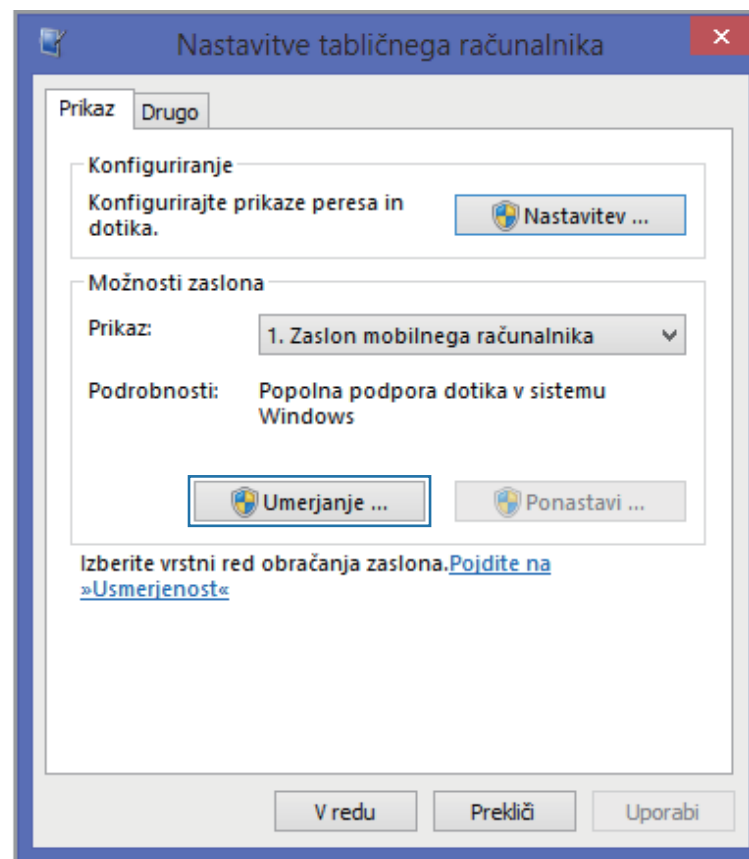 Nastavitve tabličnega računalnika
Prikaz
Drugo
Konfiguriranje
Konfigurirajte prikaze peresa in
dotika.
Nastavitev ...
Možnosti zaslona
Prikaz:
1. Zaslon mobilnega računalnika
Podrobnosti:
Popolna podpora dotika v sistemu
Windows
Umerjanje ...
Ponastavi ...
Izberite vrstni red obračanja zaslona.Pojdite na
»Usmerjenost«
V redu
Prekliči
Uporabi